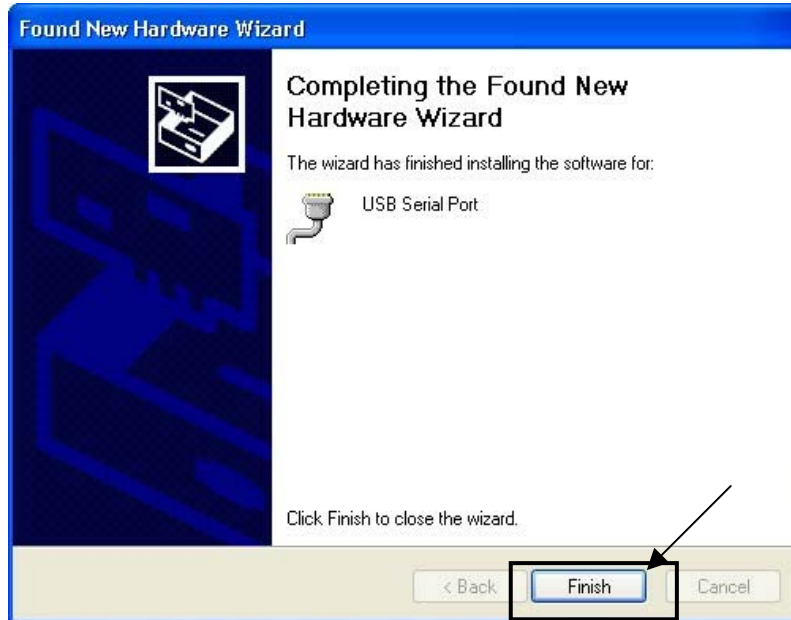 Found New Hardware Wizard
Completing the Found New
Hardware Wizard
The wizard has finished installing the software for:
USB Serial Port
Click Finish to close the wizard.
< Back
Finish
Cancel